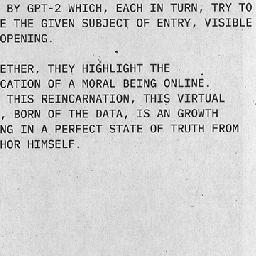 BY GPT-2 WHICH, EACH IN TURN, TRY TO
E THE GIVEN SUBJECT OF ENTRY, VISIBLE
OPENING.
ETHER, THEY HIGHLIGHT THE
CATION OF A MORAL BEING ONLINE.
THIS REINCARNATION, THIS VIRTUAL
, BORN OF THE DATA, IS AN GROWTH
NG IN A PERFECT STATE OF TRUTH FROM
HOR HIMSELF.